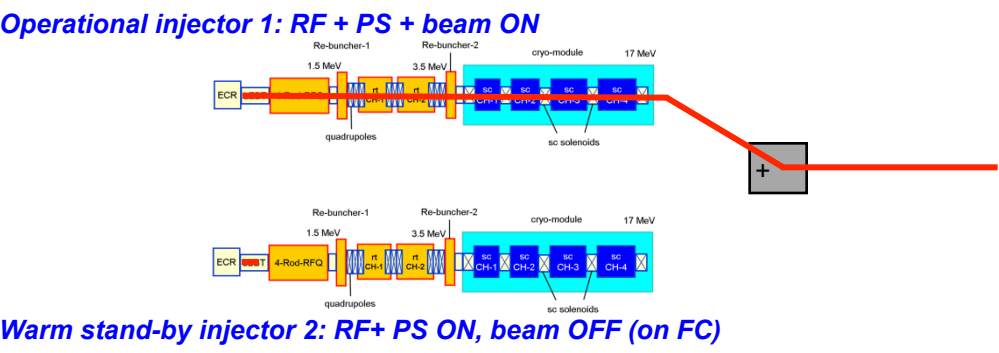 Operational injector 1: RF + PS + beam ON
Re-buncher-1
Re-buncher-2
cryo-module
17 MeV
1.5 MeV
3.5 MeV
ECR
rt
CH-1
rt
CH-2
sc
CH-1
sc
CH-2
sc
CH-3
sc
CH-4
quadrupoles
sc solenoids
+
Re-buncher-1
Re-buncher-2
cryo-module
17 MeV
1.5 MeV
3.5 MeV
ECR
T
4-Rod-RFQ
rt
CH-1
rt
CH-2
sc
CH-1
sc
CH-2
sc
CH-3
sc
CH-4
quadrupoles
sc solenoids
Warm stand-by injector 2: RF+ PS ON, beam OFF (on FC)